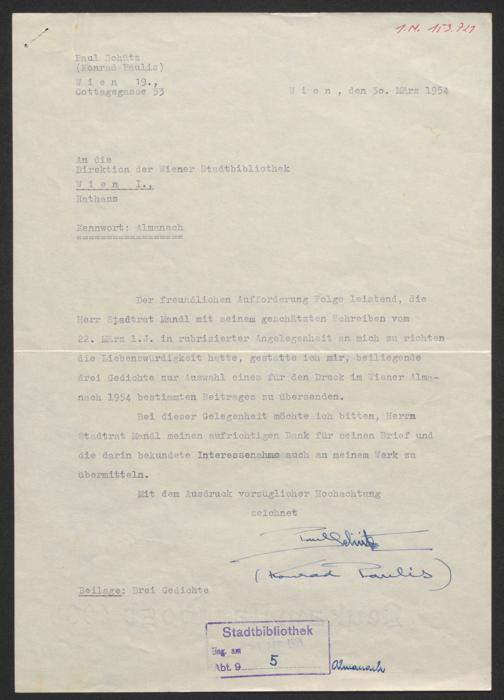 I.N. 153.721
Paul Schütz
(Konrad Paulis)
W i e n 19.,
Cottagegasse 53
W i e n , den 30. März 1954
An die
Direktion der Wiener Stadtbibliothek
W i e n I.,
Rathaus
Kennwort: Almanach
Der freundlichen Aufforderung Folge leistend, die
Herr Stadtrat Mandl mit seinem geschätzten Schreiben vom
22. März l.J. in rubrizierter Angelegenheit an mich zu richten
die Liebenswürdigkeit hatte, gestatte ich mir, beiliegende
drei Gedichte zur Auswahl eines für den Druck im Wiener Alma-
nach 1954 bestimmten Beitrages zu übersenden.
Bei dieser Gelegenheit möchte ich bitten, Herrn
Stadtrat Mandl meinen aufrichtigen Dank für seinen Brief und
die darin bekundete Interessenahme auch an meinem Werk zu
übermitteln.
Mit dem Ausdruck vorzüglicher Hochachtung
zeichnet
Paul Schütz
(Konrad Paulis)
Beilage: Drei Gedichte
Stadtbibliothek
Eing. am
Abt. 9 5 Almanach